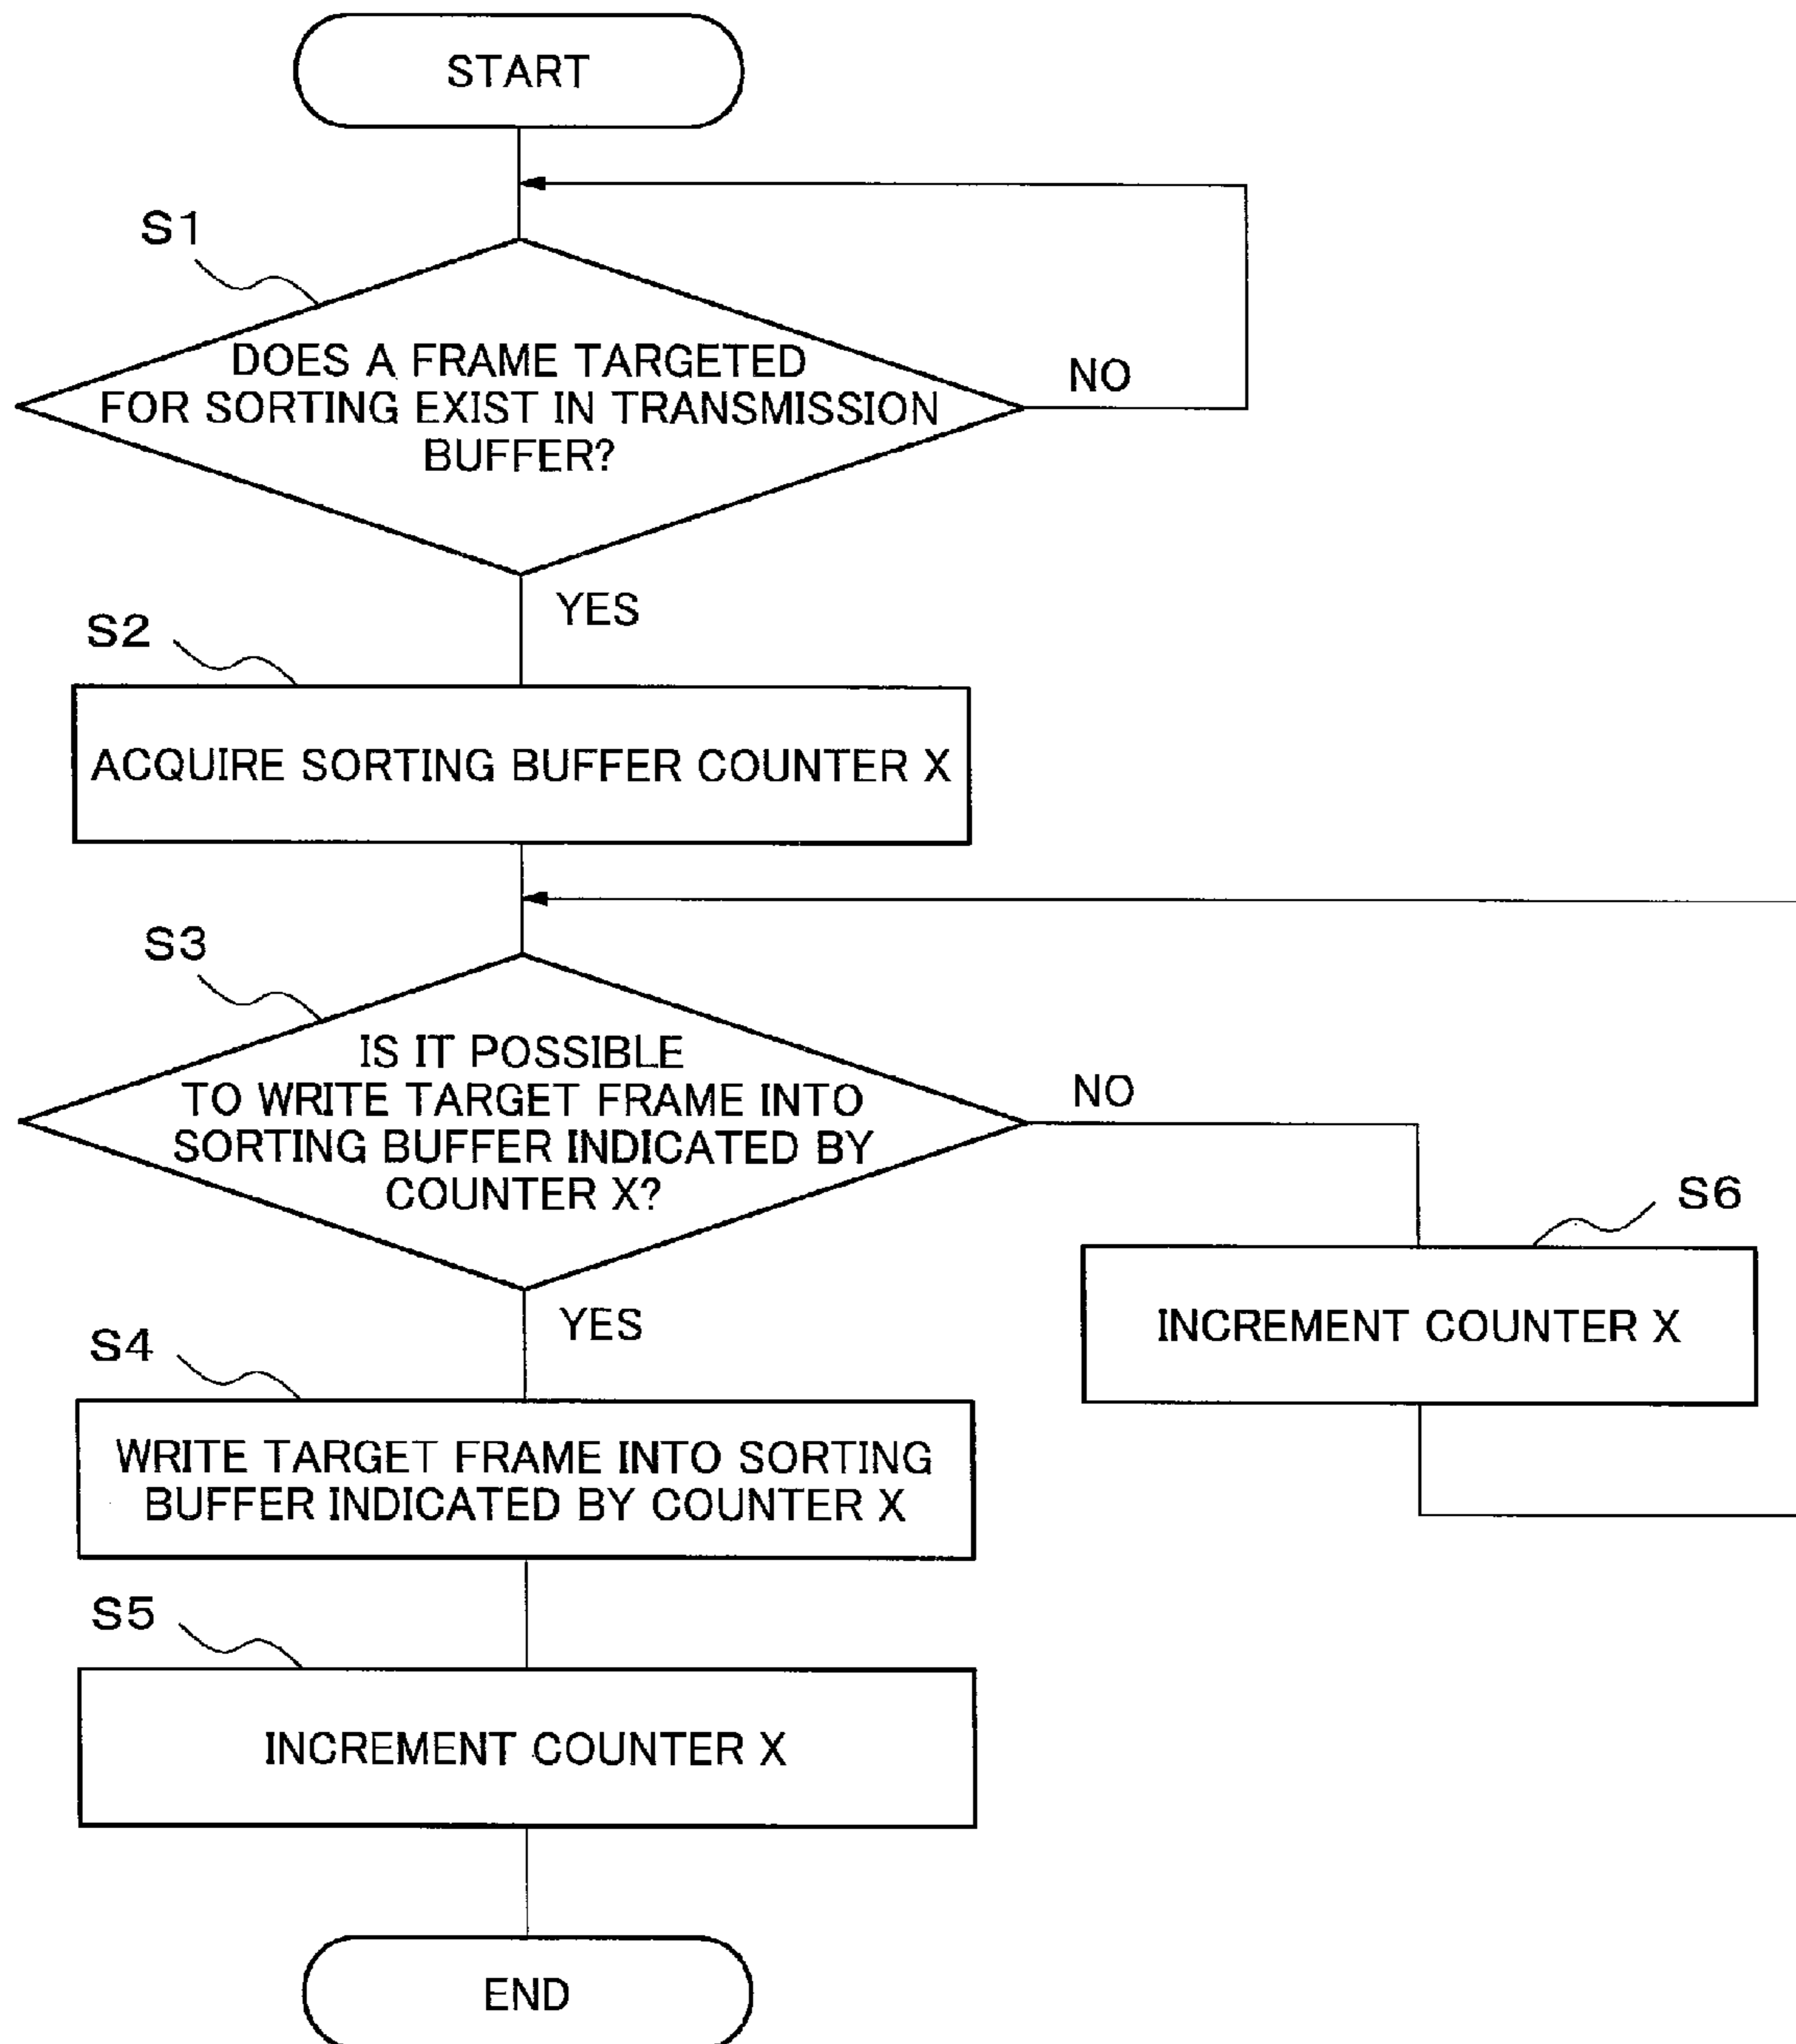 START
S1
DOES A FRAME TARGETED
FOR SORTING EXIST IN TRANSMISSION
BUFFER?
NO
YES
S2
ACQUIRE SORTING BUFFER COUNTER X
S3
IS IT POSSIBLE
TO WRITE TARGET FRAME INTO
SORTING BUFFER INDICATED BY
COUNTER X?
NO
S6
INCREMENT COUNTER X
YES
S4
WRITE TARGET FRAME INTO SORTING
BUFFER INDICATED BY COUNTER X
S5
INCREMENT COUNTER X
END